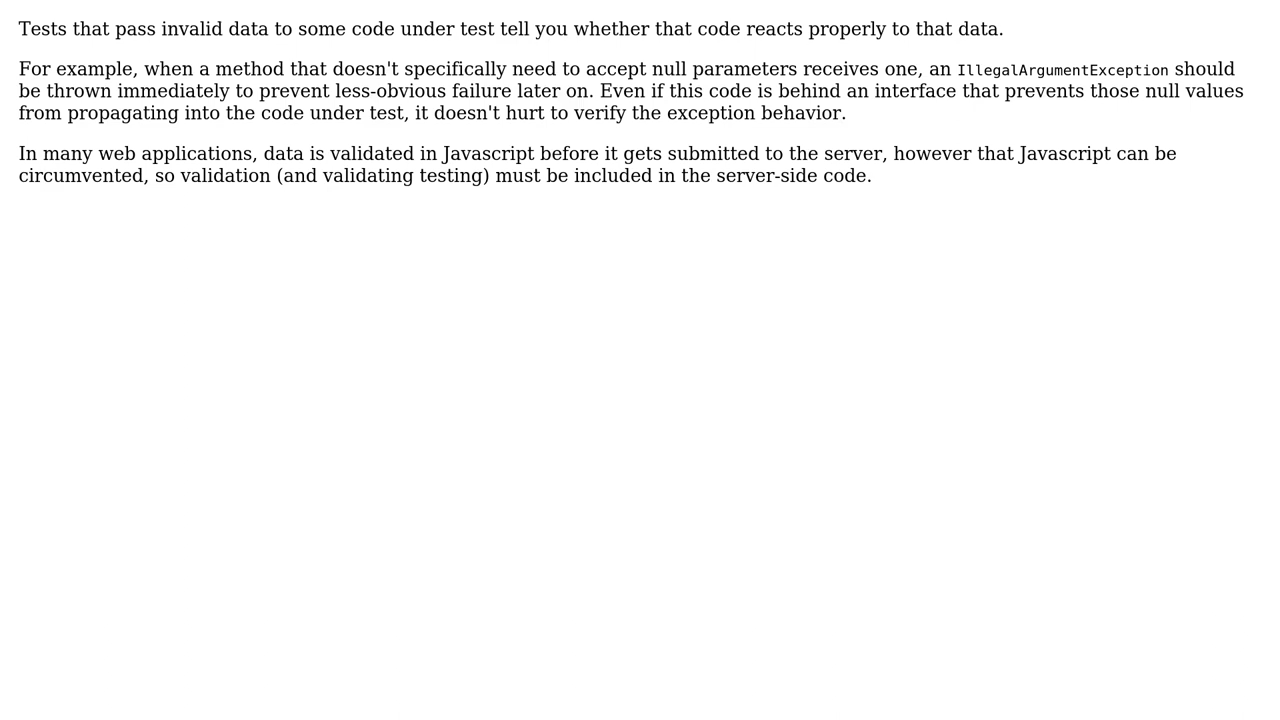 Tests that pass invalid data to some code under test tell you whether that code reacts properly to that data.
For example, when a method that doesn't specifically need to accept null parameters receives one, an IllegalArgumentException should
be thrown immediately to prevent less-obvious failure later on. Even if this code is behind an interface that prevents those null values
from propagating into the code under test, it doesn't hurt to verify the exception behavior.
In many web applications, data is validated in Javascript before it gets submitted to the server, however that Javascript can be
circumvented, so validation (and validating testing) must be included in the server-side code.